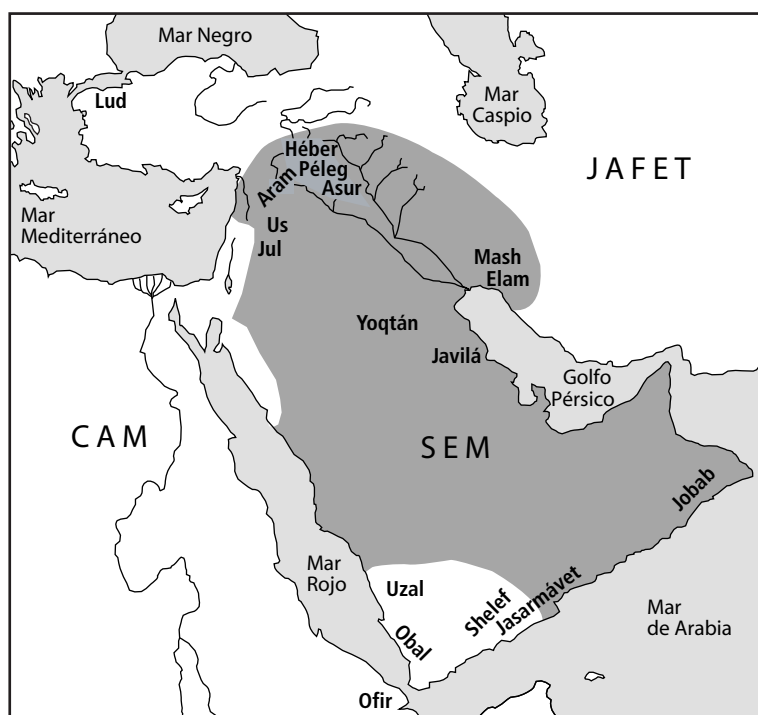 Mar Negro
Lud
Mar
Caspio
Héber
Péleg
Asur
Aram
JAFET
Mar
Mediterráneo
Us
Jul
Mash
Elam
Yoqtán
Javilá
Golfo
Pérsico
CAM
SEM
Jobab
Mar
Rojo
Uzal
Obal
Shelef
Jasarmávet
Mar
de Arabia
Ofir